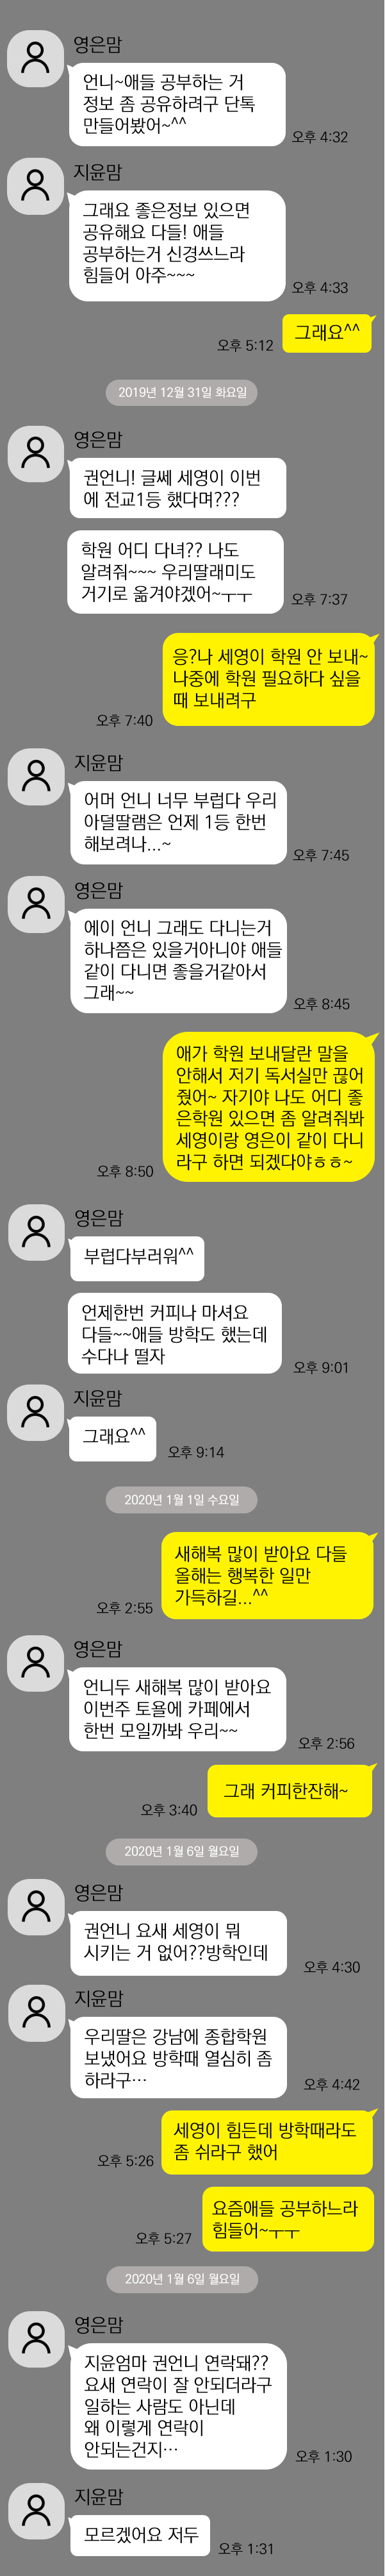 영은맘
언니~애들 공부하는 거
정보 좀 공유하려구 단톡
만들어봤어~^^
오후 4:32
지윤맘
그래요 좋은정보 있으면
공유해요 다들! 애들
공부하는거 신경쓰느라
힘들어 아주~~~
오후 4:33
그래요^^
오후 5:12
2019년 12월 31일 화요일
영은맘
권언니! 글쎄 세영이 이번
에 전교1등 했다며???
학원 어디 다녀?? 나도
알려줘~~~ 우리딸래미도
거기로 옮겨야겠어~ㅜㅜ
오후 7:37
응?나 세영이 학원 안 보내~
나중에 학원 필요하다 싶을
때 보내려구
오후 7:40
지윤맘
어머 언니 너무 부럽다 우리
아덜딸램은 언제 1등 한번
해보려나...~
오후 7:45
영은맘
에이 언니 그래도 다니는거
하나쯤은 있을거아니야 애들
같이 다니면 좋을거같아서
그래~~
오후 8:45
애가 학원 보내달란 말을
안해서 저기 독서실만 끊어
줬어~ 자기야 나도 어디 좋
은학원 있으면 좀 알려줘봐
세영이랑 영은이 같이 다니
라구 하면 되겠다야ㅎㅎ~
오후 8:50
영은맘
부럽다부러워^^
언제한번 커피나 마셔요
다들~~애들 방학도 했는데
수다나 떨자
오후 9:01
지윤맘
그래요^^
오후 9:14
2020년 1월 1일 수요일
새해복 많이 받아요 다들
올해는 행복한 일만
가득하길...^^
오후 2:55
영은맘
언니두 새해복 많이 받아요
이번주 토욜에 카페에서
한번 모일까봐 우리~~
오후 2:56
그래 커피한잔해~
오후 3:40
2020년 1월 6일 월요일
영은맘
권언니 요새 세영이 뭐
시키는 거 없어??방학인데
오후 4:30
지윤맘
우리딸은 강남에 종합학원
보냈어요 방학때 열심히 좀
하라구…
오후 4:42
세영이 힘든데 방학때라도
좀 쉬라구 했어
오후 5:26
요즘애들 공부하느라
힘들어~ㅜㅜ
오후 5:27
2020년 1월 6일 월요일
영은맘
지윤엄마 권언니 연락돼??
요새 연락이 잘 안되더라구
일하는 사람도 아닌데
왜 이렇게 연락이
안되는건지…
오후 1:30
지윤맘
모르겠어요 저두
오후 1:31